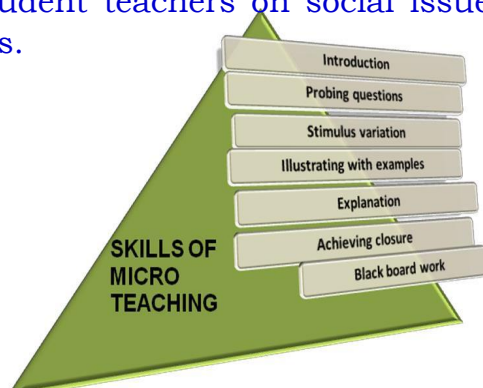 udent teachers on social issue
s.
Introduction
Probing questions
Stimulus variation
Illustrating with examples
Explanation
Achieving closure
Black board work
SKILLS OF
MICRO
TEACHING